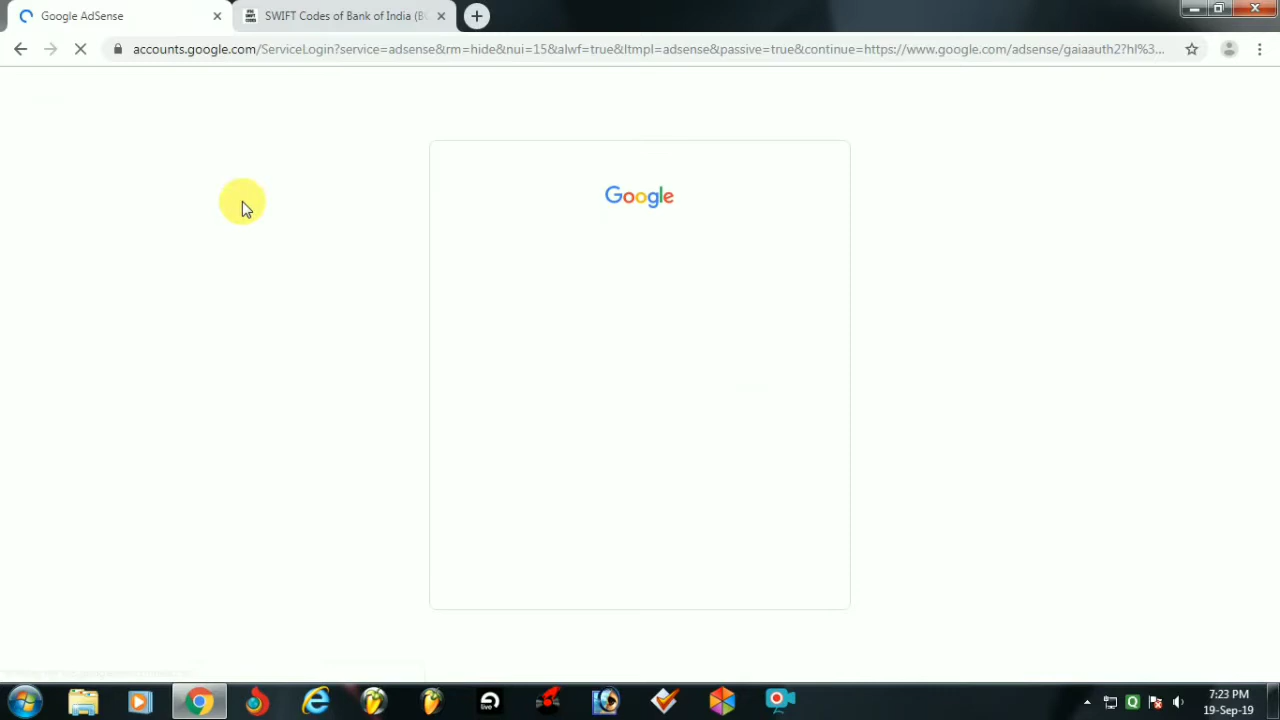 Google AdSense
SWIFT Codes of Bank of India (B
accounts.google.com/ServiceLogin?service=adsense&rm=hide&nui=15&alwf=true&ltmpl=adsense&passive=true&continue=https://www.google.com/adsense/gaiaauth2?hl%3...
Google
live
7:23 PM
19-Sep-19